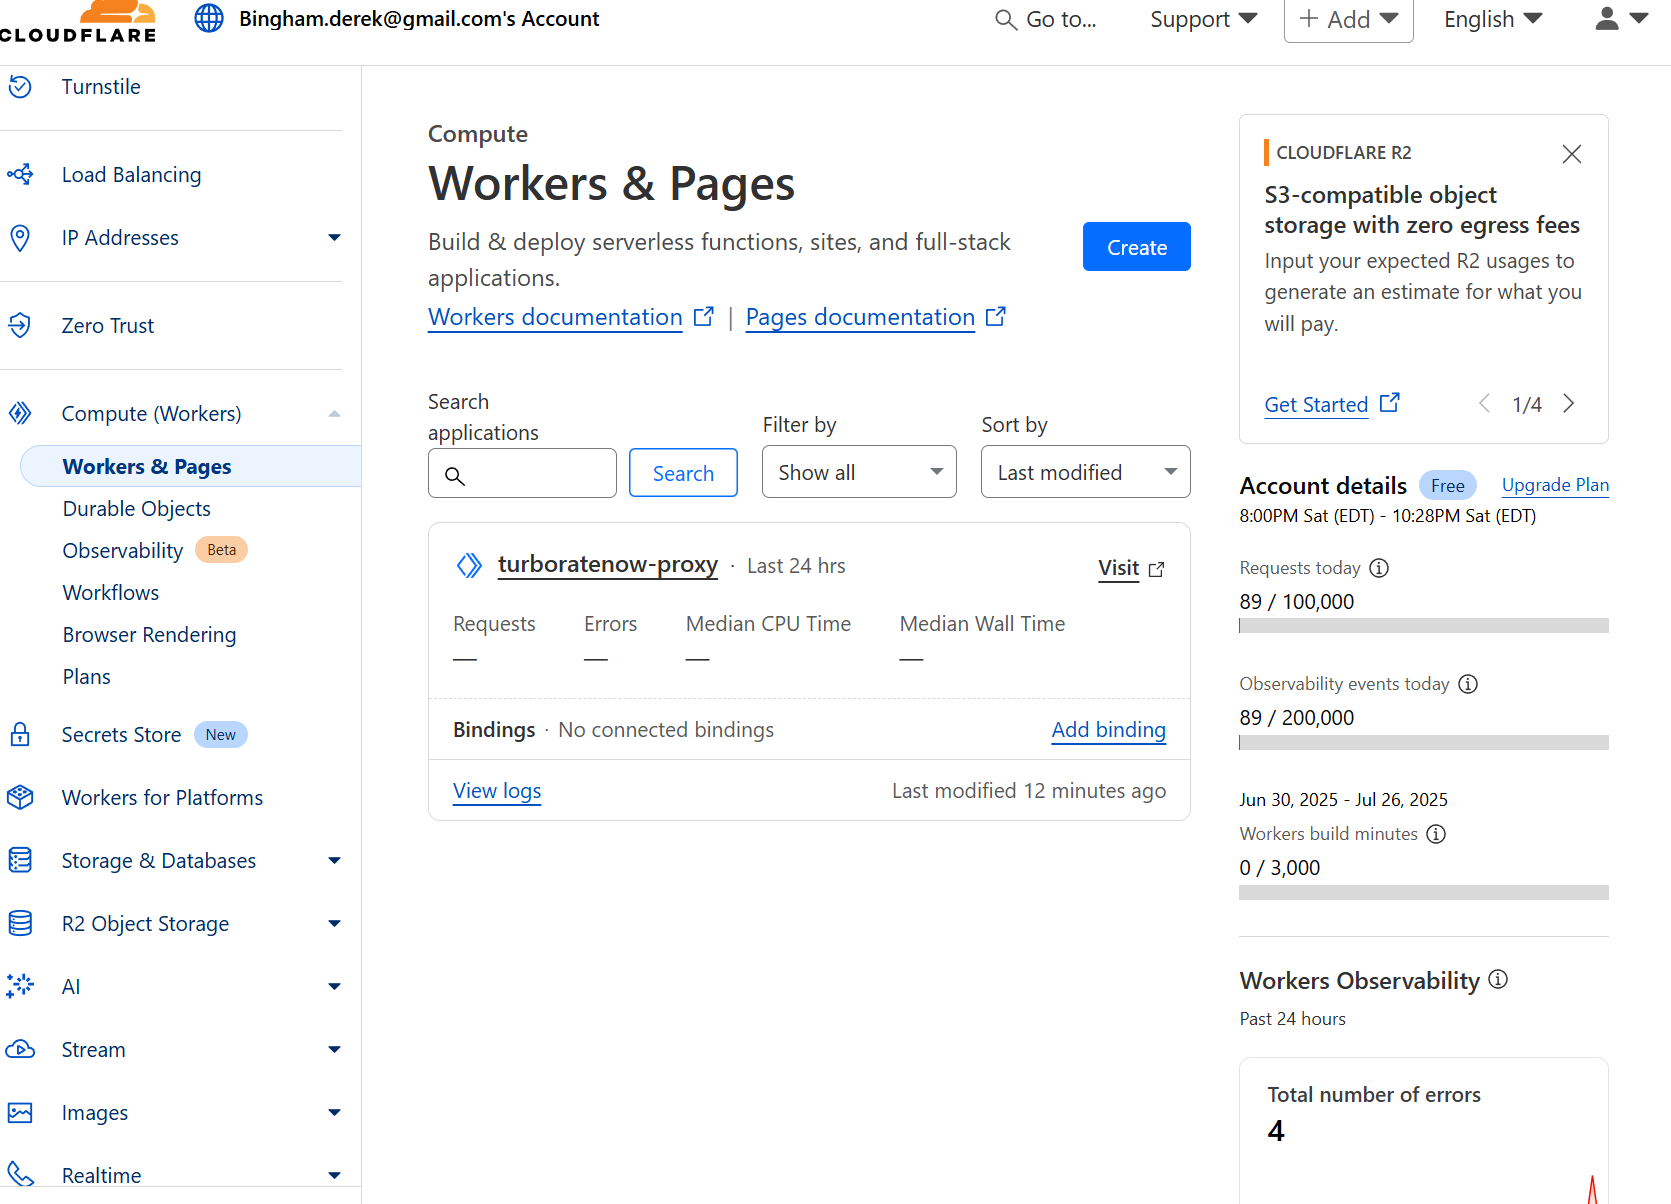 CLOUDFLARE
Bingham.derek@gmail.com's Account
Go to...
Support
+ Add
English
Turnstile
Load Balancing
IP Addresses
Zero Trust
Compute (Workers)
Workers & Pages
Durable Objects
Observability Beta
Workflows
Browser Rendering
Plans
Secrets Store New
Workers for Platforms
Storage & Databases
R2 Object Storage
AI
Stream
Images
Realtime
Compute
Workers & Pages
Build & deploy serverless functions, sites, and full-stack
applications.
Create
Workers documentation | Pages documentation
Search
applications
Search
Filter by
Show all
Sort by
Last modified
turboratenow-proxy · Last 24 hrs
Visit
Requests Errors Median CPU Time Median Wall Time
— — — —
Bindings · No connected bindings
Add binding
View logs
Last modified 12 minutes ago
CLOUDFLARE R2
S3-compatible object
storage with zero egress fees
Input your expected R2 usages to
generate an estimate for what you
will pay.
Get Started
1/4
Account details Free Upgrade Plan
8:00PM Sat (EDT) - 10:28PM Sat (EDT)
Requests today
89 / 100,000
Observability events today
89 / 200,000
Jun 30, 2025 - Jul 26, 2025
Workers build minutes
0 / 3,000
Workers Observability
Past 24 hours
Total number of errors
4